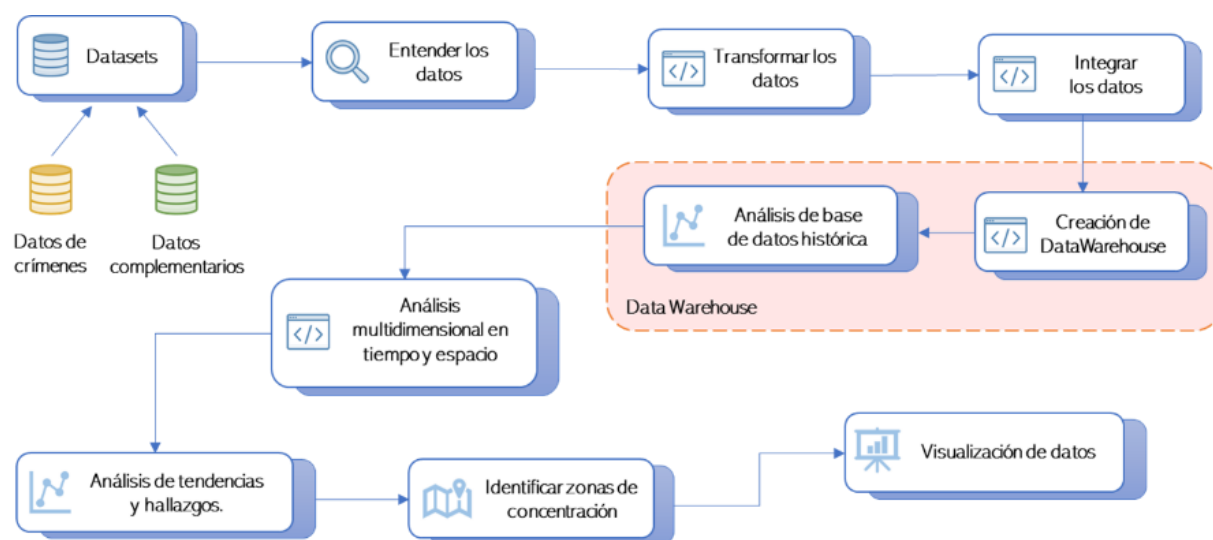 Datasets
Entender los
datos
Transformar los
datos
Integrar
los datos
Datos de
crímenes
Datos
complementarios
Análisis de base
de datos histórica
Creación de
DataWarehouse
Data Warehouse
Análisis
multidimensional en
tiempo y espacio
Análisis de tendencias
y hallazgos.
Identificar zonas de
concentración
Visualización de datos